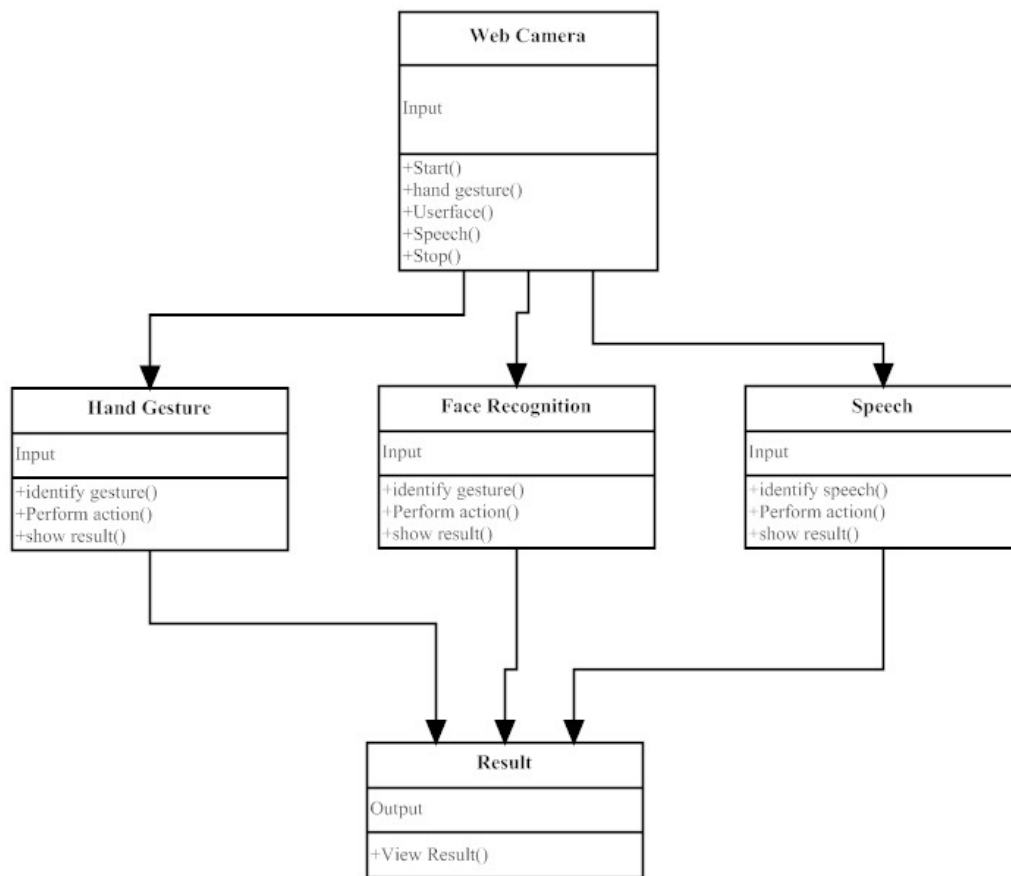 Web Camera
Input
+Start()
+hand gesture()
+Userface()
+Speech()
+Stop()
Hand Gesture
Input
+identify gesture()
+Perform action()
+show result()
Face Recognition
Input
+identify gesture()
+Perform action()
+show result()
Speech
Input
+identify speech()
+Perform action()
+show result()
Result
Output
+View Result()